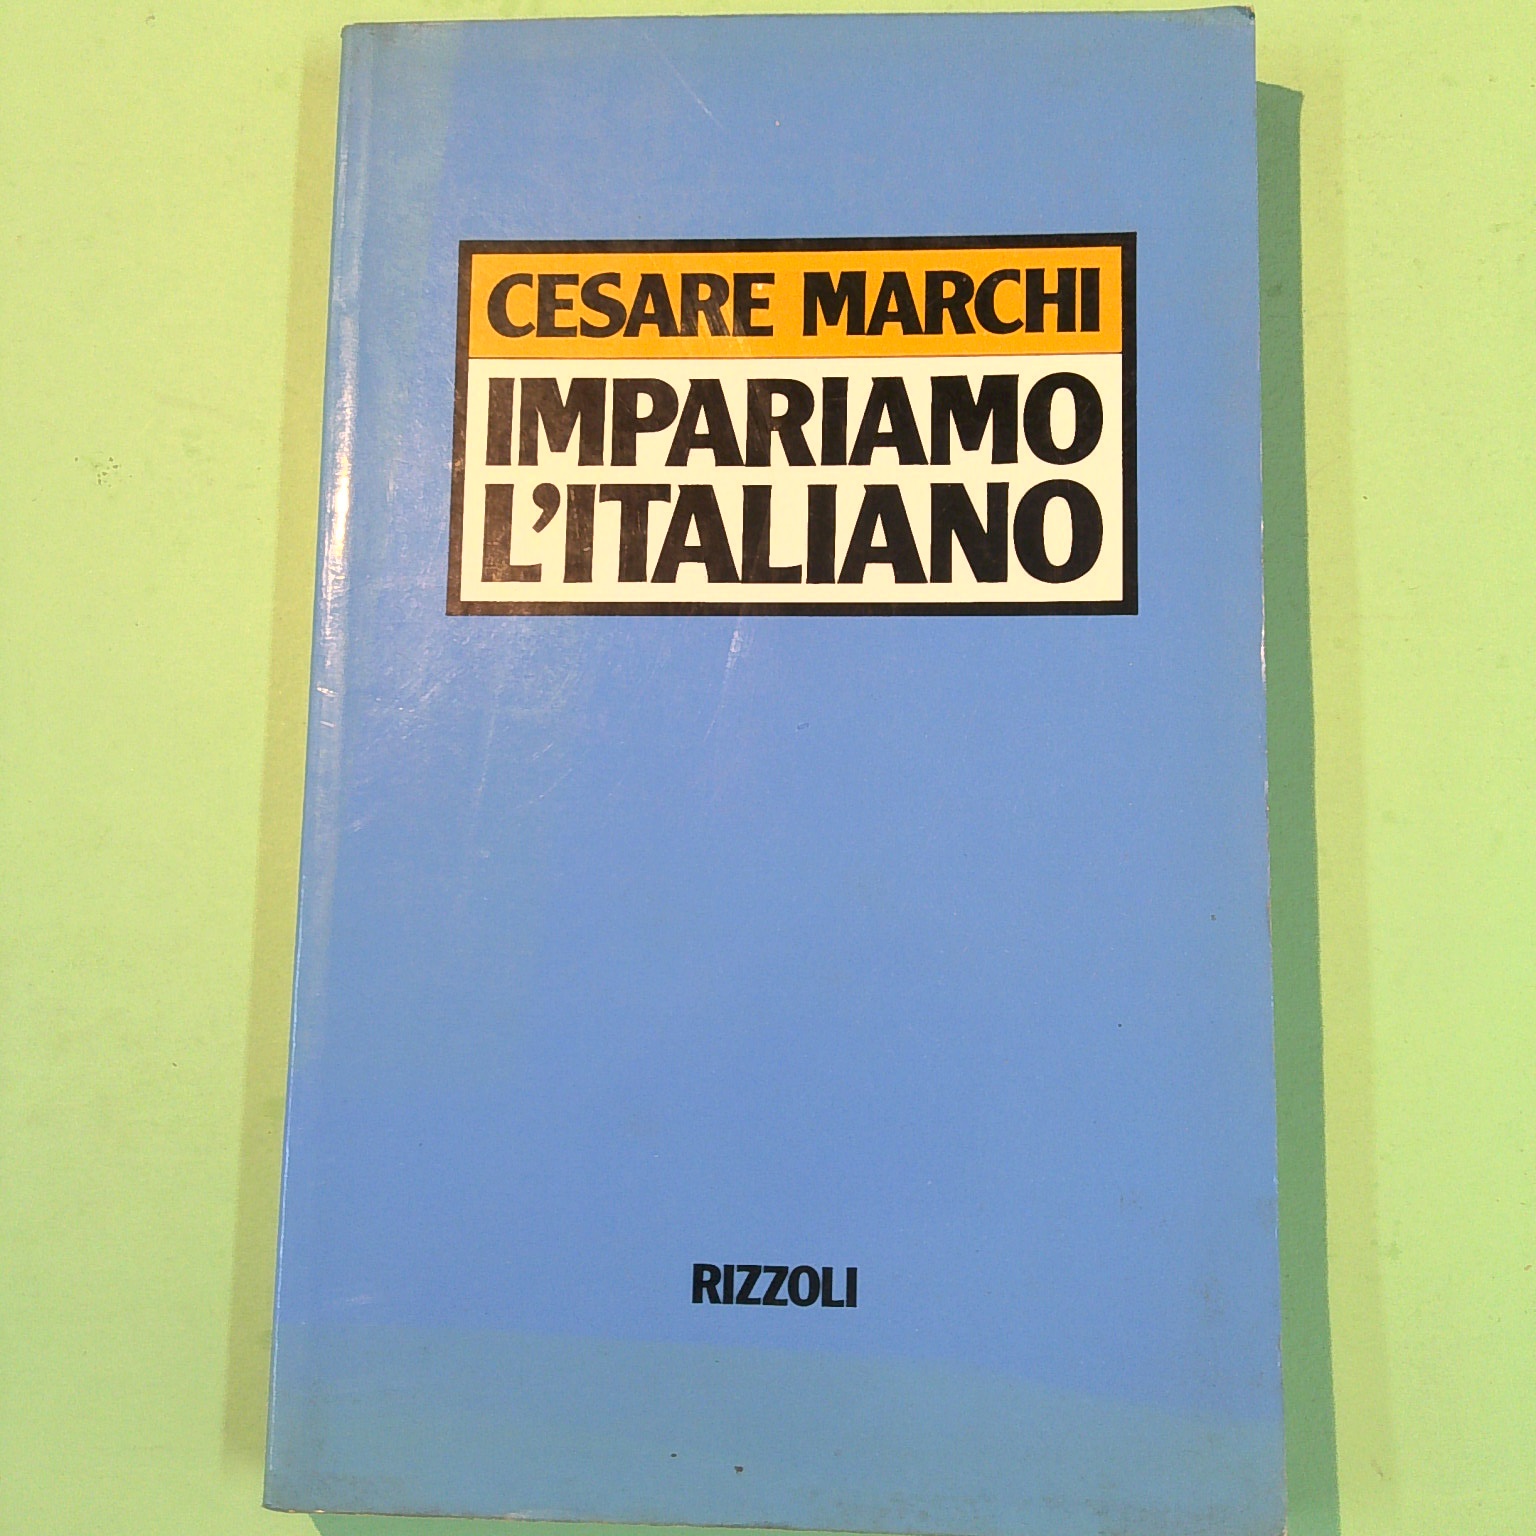 CESARE MARCHI
IMPARIAMO
L'ITALIANO
RIZZOLI